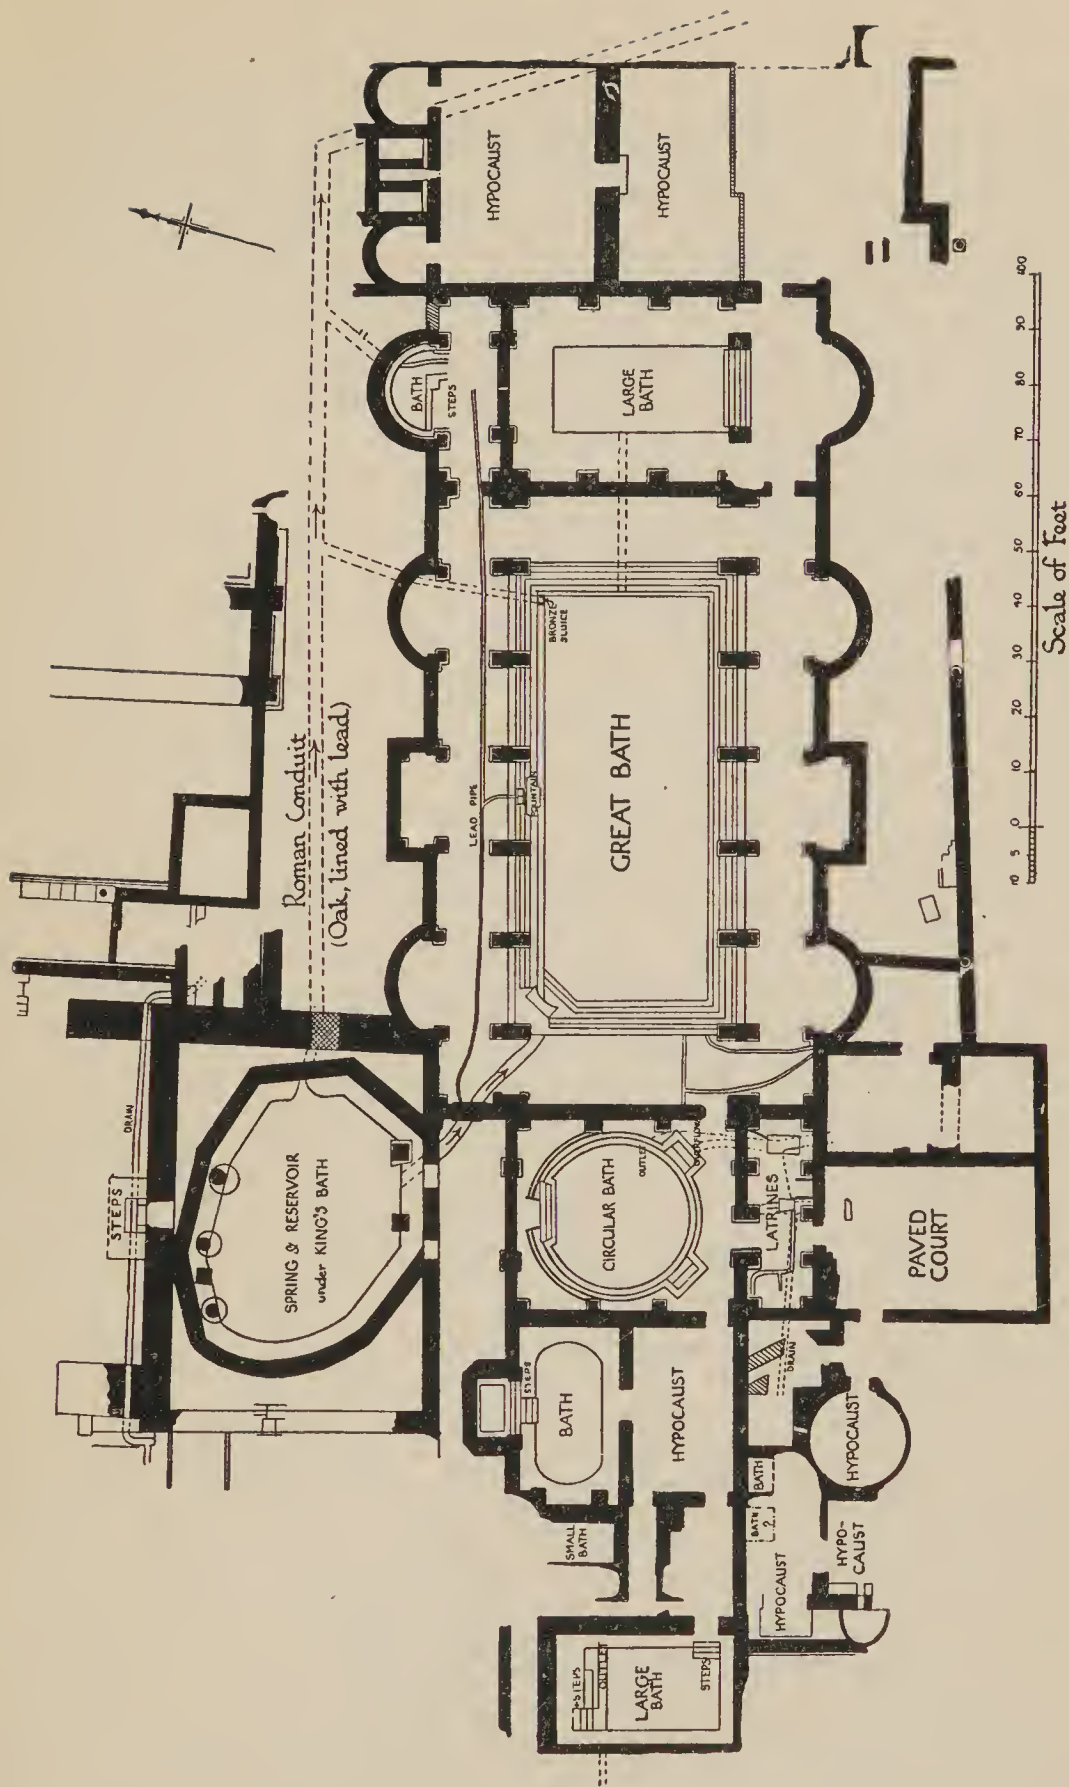 STEPS
DRAIN
SPRING & RESERVOIR
under KING'S BATH
Roman Conduit
(Oak, lined with lead)
BATH
STEPS
HYPOCAUST
HYPOCAUST
LEAD PIPE
FOUNTAIN
BRONZE
SLUICE
GREAT BATH
LARGE
BATH
STEPS
BATH
HYPOCAUST
SMALL
BATH
CIRCULAR BATH
OUTLET
OVERFLOW
LATRINES
STEPS
OUTLET
LARGE
BATH
STEPS
BATH
BATH
HYPOCAUST
HYPO-
CAUST
HYPOCAUST
DRAIN
PAVED
COURT
10 5 0 10 20 30 40 50 60 70 80 90 100
Scale of Feet